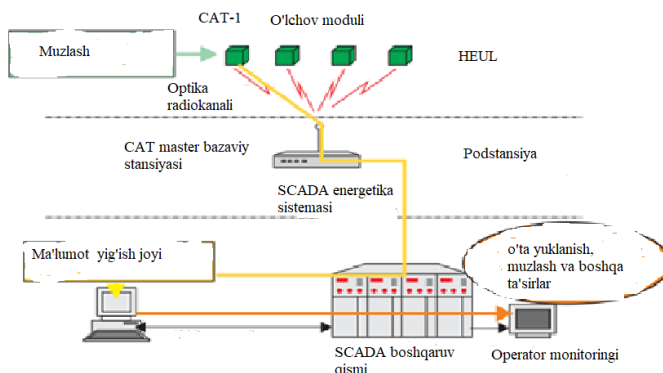 CAT-1
O'lchov moduli
Muzlash
HEUL
Optika
radiokanali
CAT master bazaviy
stansiyasi
Podstansiya
SCADA energetika
sistemasi
Ma'lumot yig'ish joyi
o'ta yuklanish,
muzlash va boshqa
ta'sirlar
SCADA boshqaruv
qismi
Operator monitoringi